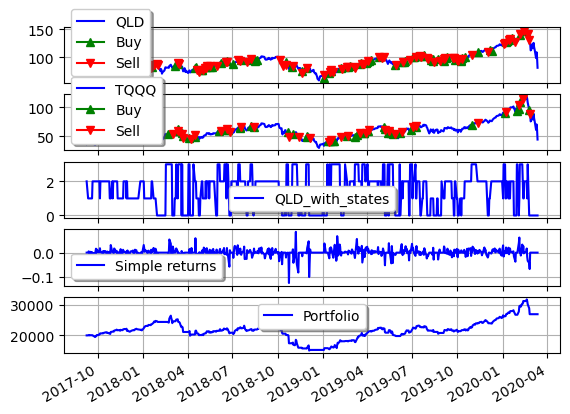 QLD
Buy
Sell
150
100
TQQQ
Buy
Sell
100
50
QLD_with_states
2
0
Simple returns
0.0
−0.1
Portfolio
30000
20000
2017-10
2018-01
2018-04
2018-07
2018-10
2019-01
2019-04
2019-07
2019-10
2020-01
2020-04